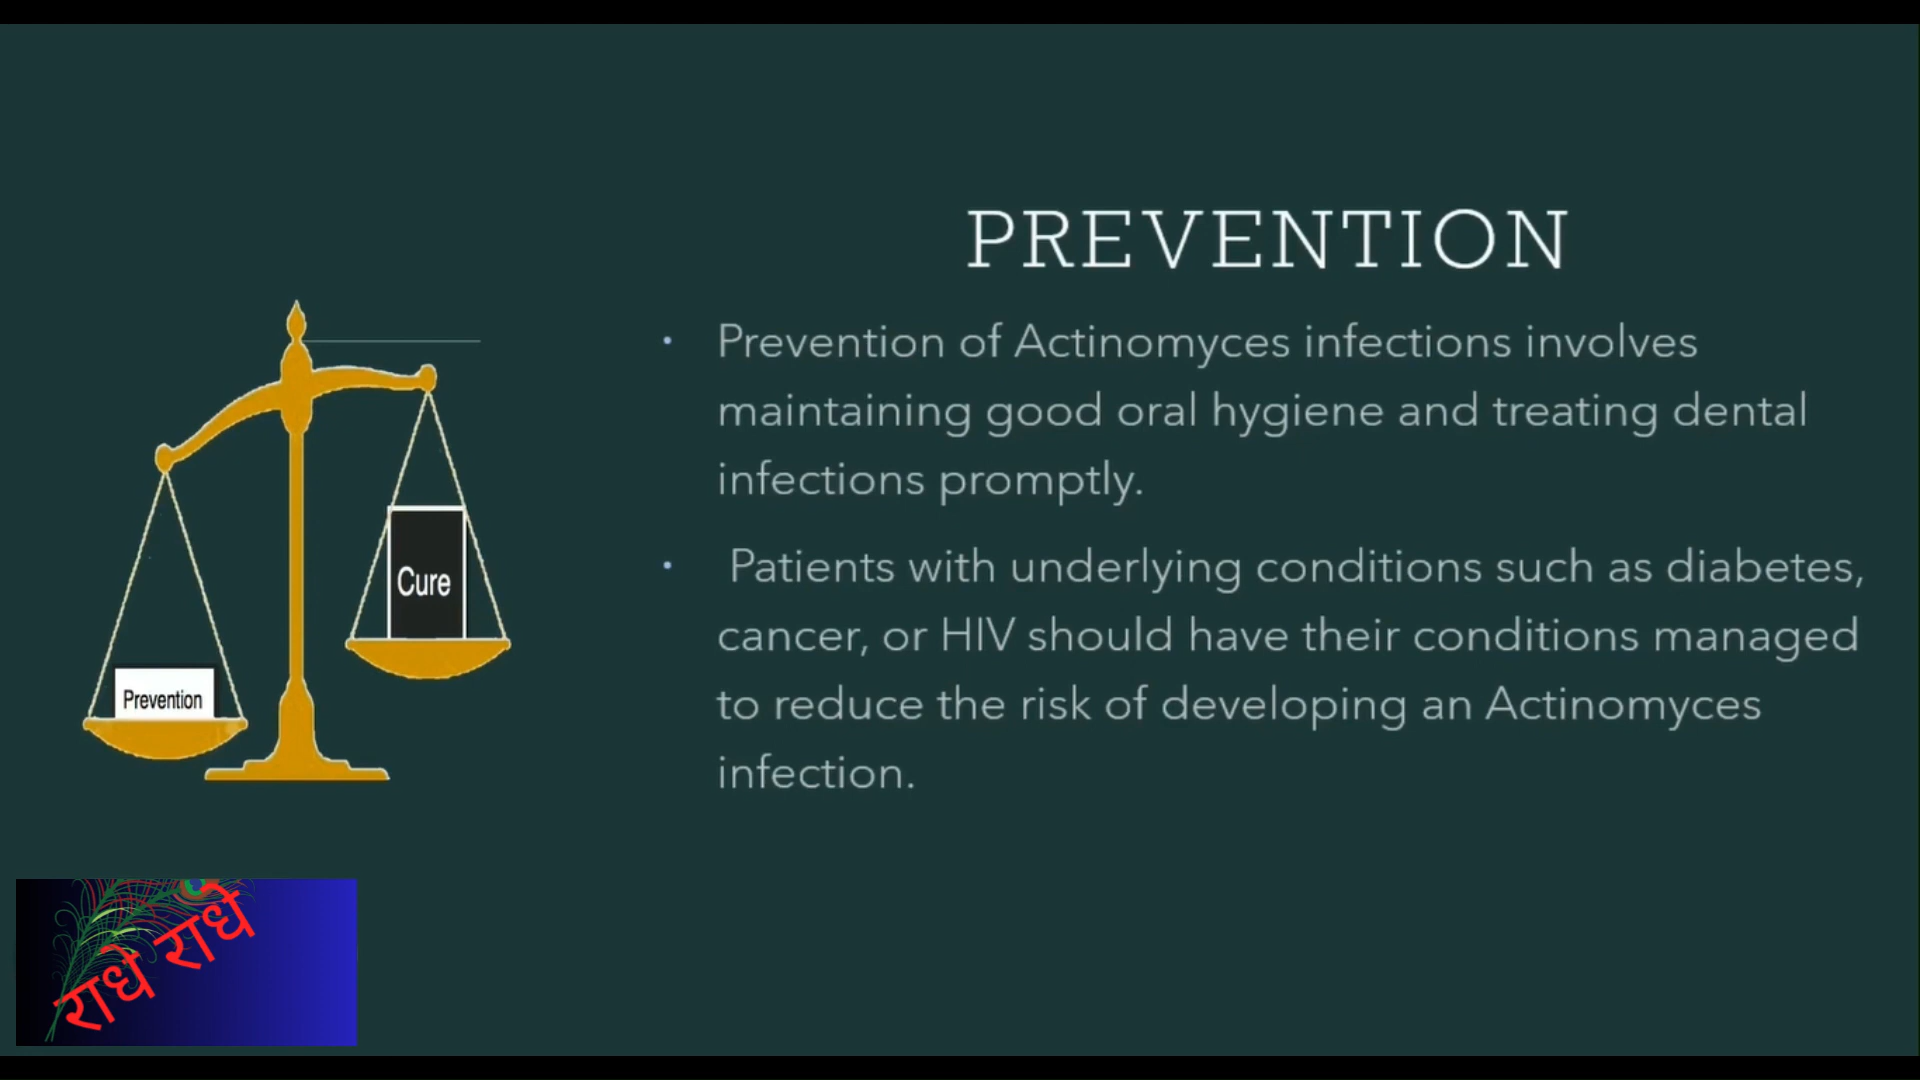 PREVENTION
• Prevention of Actinomyces infections involves
maintaining good oral hygiene and treating dental
infections promptly.
• Patients with underlying conditions such as diabetes,
cancer, or HIV should have their conditions managed
to reduce the risk of developing an Actinomyces
infection.
Cure
Prevention
राधे राधे